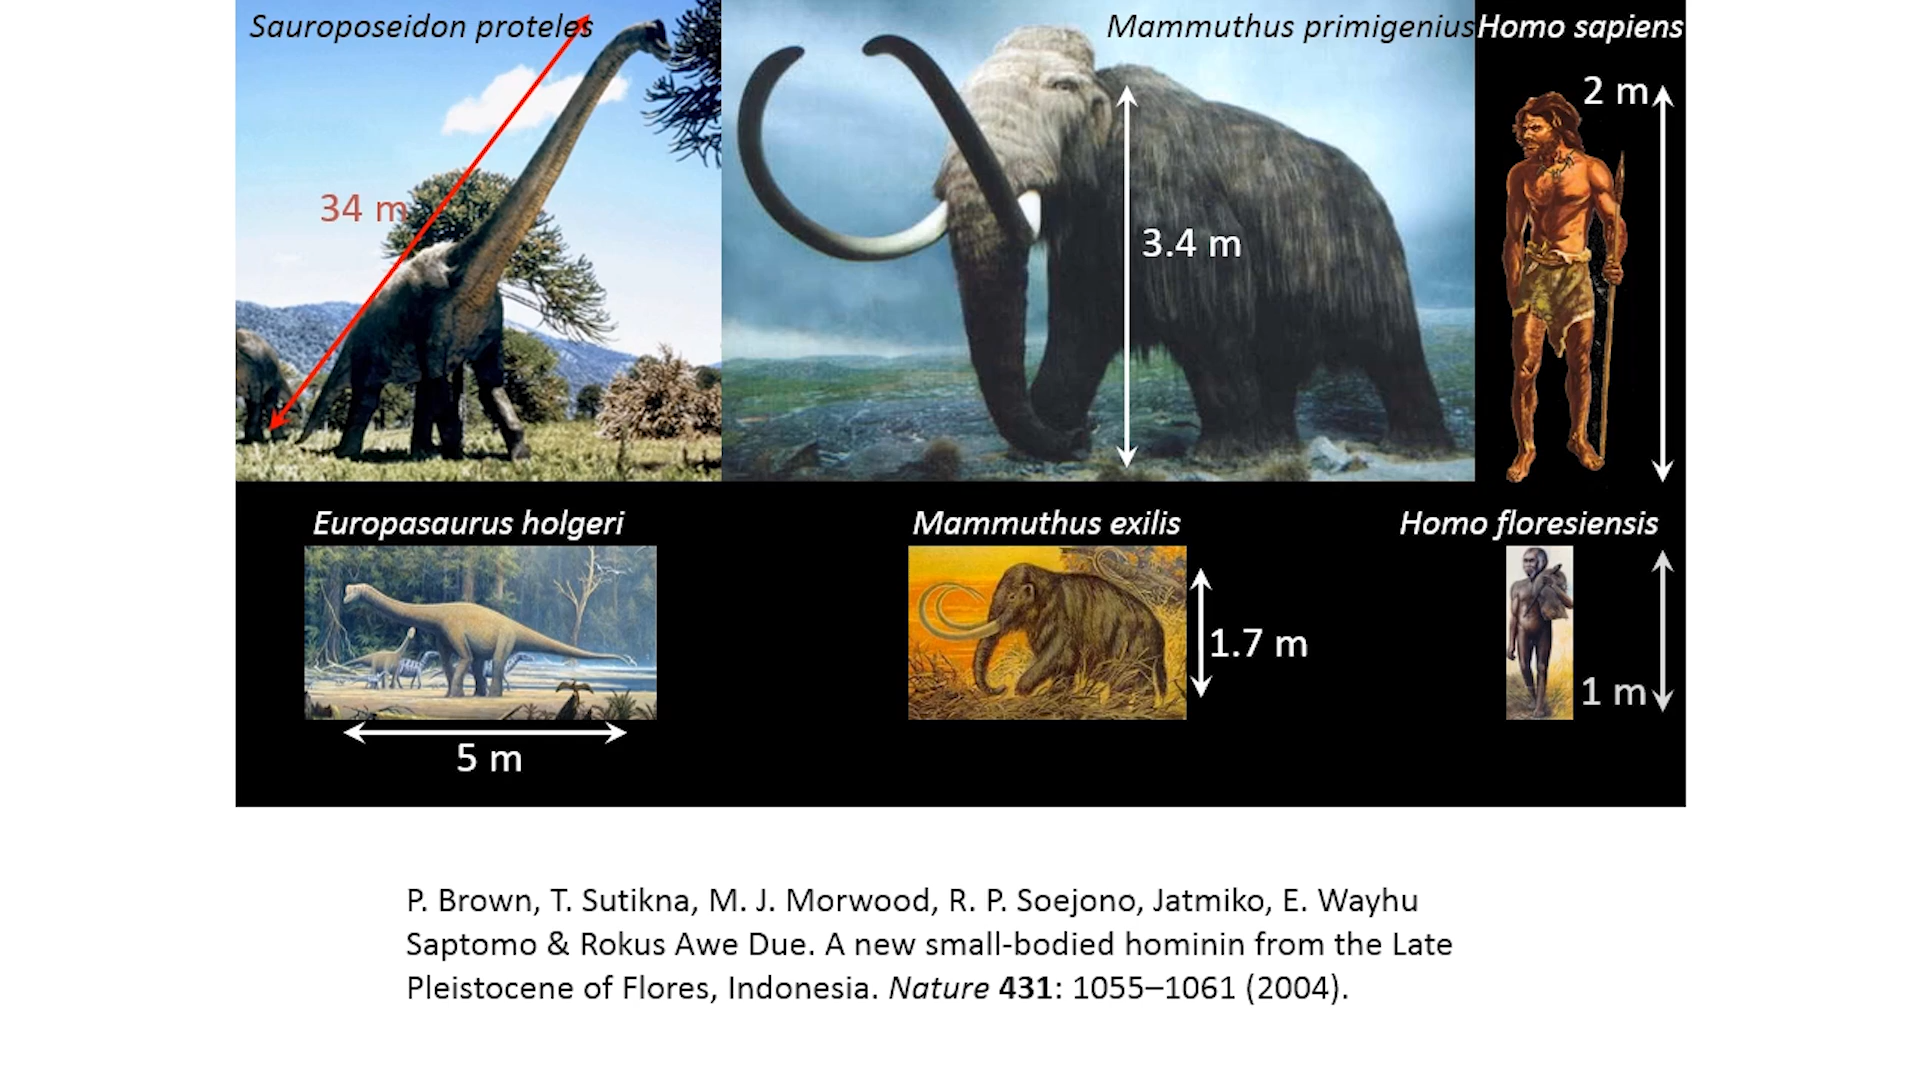 Sauroposeidon proteles
Mammuthus primigenius
Homo sapiens
2 m
34 m
3.4 m
Europasaurus holgeri
Mammuthus exilis
Homo floresiensis
1.7 m
1 m
5 m
P. Brown, T. Sutikna, M. J. Morwood, R. P. Soejono, Jatmiko, E. Wayhu
Saptomo & Rokus Awe Due. A new small-bodied hominin from the Late
Pleistocene of Flores, Indonesia. Nature 431: 1055–1061 (2004).